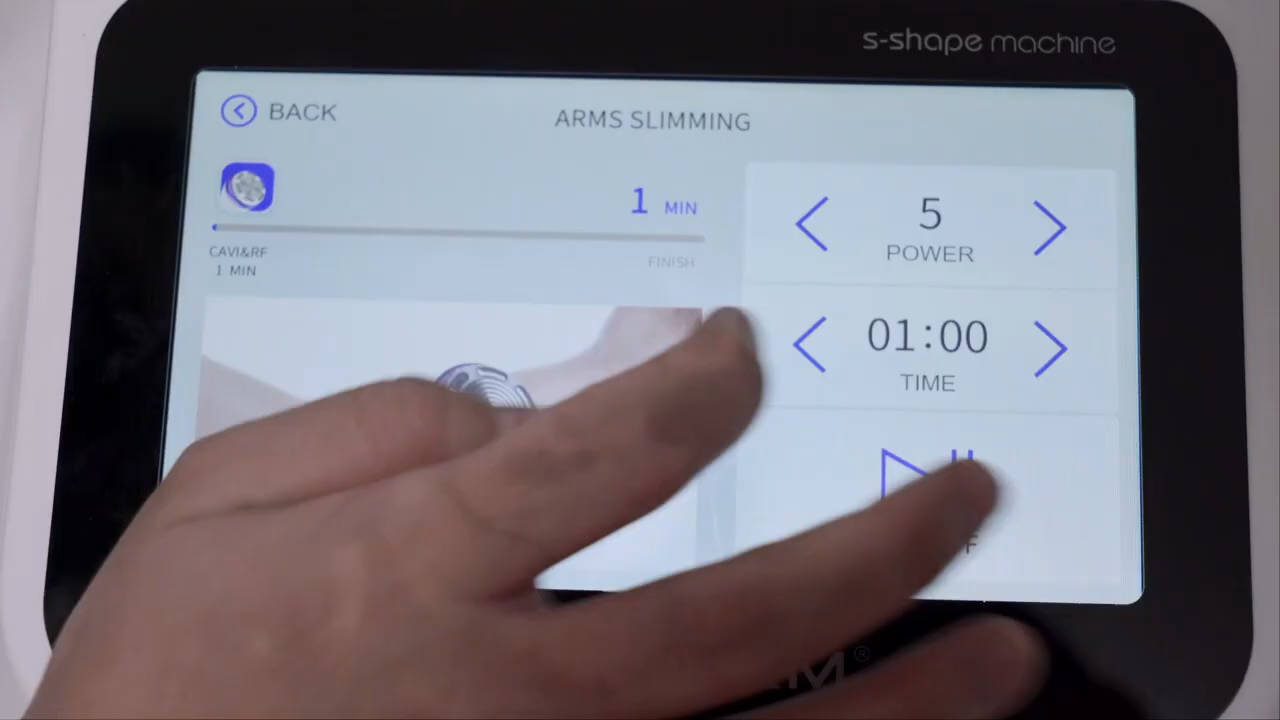 s-shape machine
BACK
ARMS SLIMMING
1 MIN
CAVI&RF
1 MIN
FINISH
5
POWER
01:00
TIME